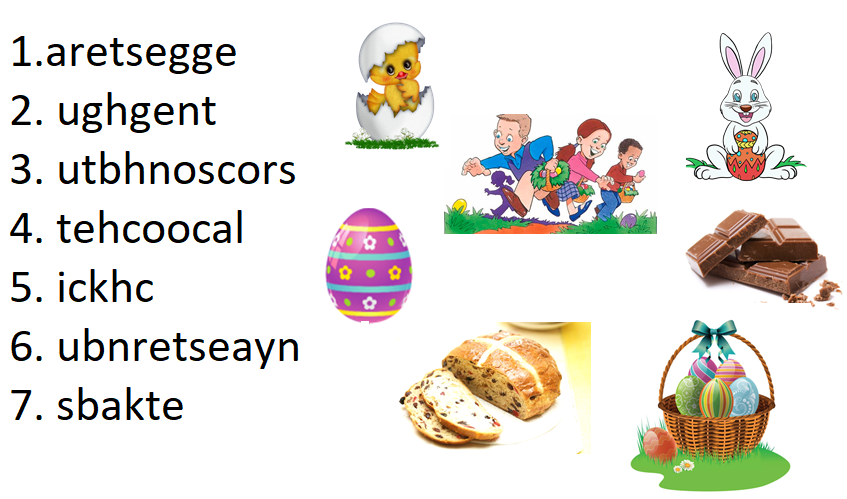 1.aretsegge
2. ughgent
3. utbhnoscors
4. tehcoocal
5. ickhc
6. ubnretseayn
7. sbakte